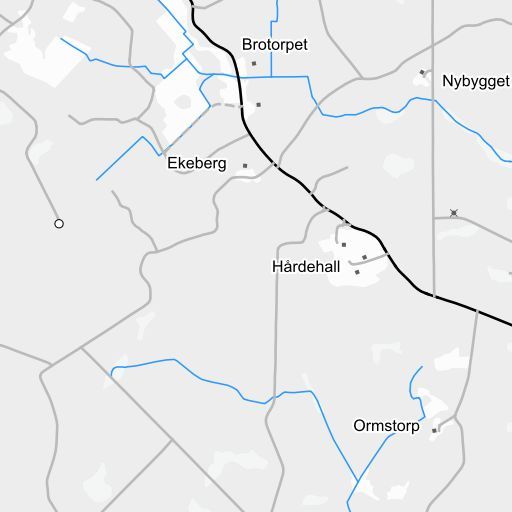 Brotorpet
Nybygget
Ekeberg
Hårdehall
Ormstorp